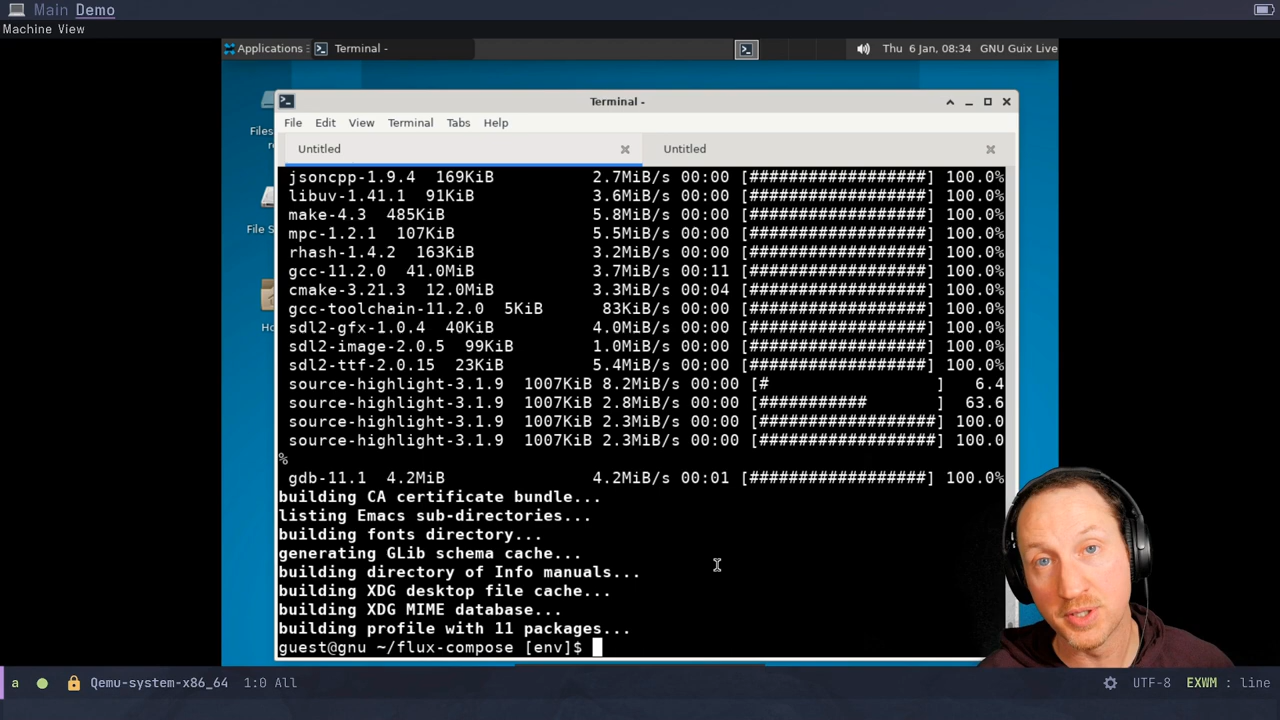 Main Demo
Machine View
Applications Terminal - Thu 6 Jan, 08:34 GNU Guix Live
Terminal -
File Edit View Terminal Tabs Help
Untitled Untitled
jsoncpp-1.9.4 169KiB 2.7MiB/s 00:00 [##################] 100.0%
libuv-1.41.1 91KiB 3.6MiB/s 00:00 [##################] 100.0%
make-4.3 485KiB 5.8MiB/s 00:00 [##################] 100.0%
mpc-1.2.1 107KiB 5.5MiB/s 00:00 [##################] 100.0%
rhash-1.4.2 163KiB 3.2MiB/s 00:00 [##################] 100.0%
gcc-11.2.0 41.0MiB 3.7MiB/s 00:11 [##################] 100.0%
cmake-3.21.3 12.0MiB 3.3MiB/s 00:04 [##################] 100.0%
gcc-toolchain-11.2.0 5KiB 83KiB/s 00:00 [##################] 100.0%
sdl2-gfx-1.0.4 40KiB 4.0MiB/s 00:00 [##################] 100.0%
sdl2-image-2.0.5 99KiB 1.0MiB/s 00:00 [##################] 100.0%
sdl2-ttf-2.0.15 23KiB 5.4MiB/s 00:00 [##################] 100.0%
source-highlight-3.1.9 1007KiB 8.2MiB/s 00:00 [# ] 6.4
source-highlight-3.1.9 1007KiB 2.8MiB/s 00:00 [########### ] 63.6
source-highlight-3.1.9 1007KiB 2.3MiB/s 00:00 [##################] 100.0
source-highlight-3.1.9 1007KiB 2.3MiB/s 00:00 [##################] 100.0
%
gdb-11.1 4.2MiB 4.2MiB/s 00:01 [##################] 100.0%
building CA certificate bundle...
listing Emacs sub-directories...
building fonts directory...
generating GLib schema cache...
building directory of Info manuals...
building XDG desktop file cache...
building XDG MIME database...
building profile with 11 packages...
guest@gnu ~/flux-compose [env]$
a Qemu-system-x86_64 1:0 All UTF-8 EXWM : line